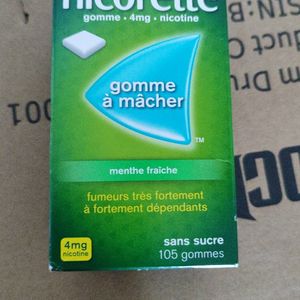 nicorette
gomme · 4mg · nicotine
gomme
à mâcher
TM
menthe fraîche
fumeurs très fortement
à fortement dépendants
4mg
nicotine
sans sucre
105 gommes